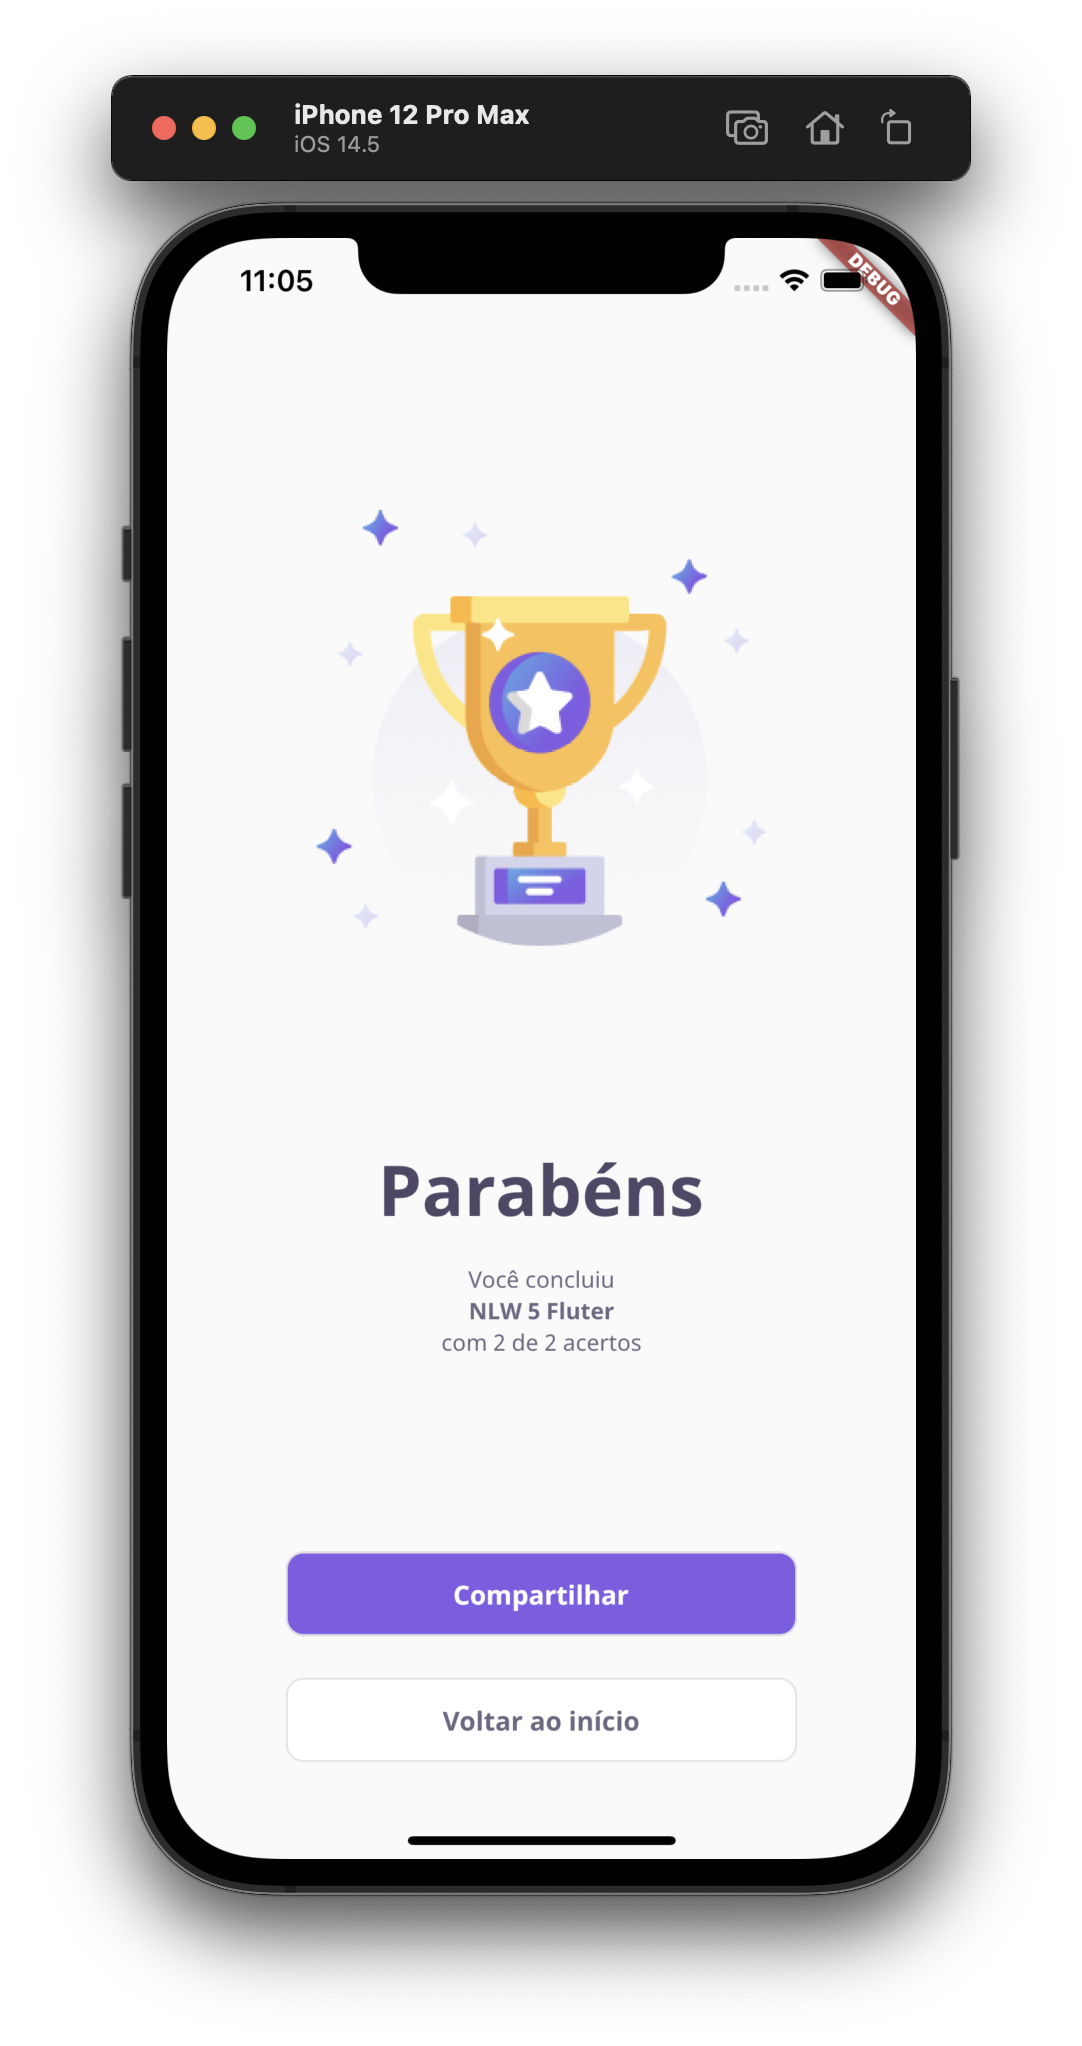 iPhone 12 Pro Max
iOS 14.5
11:05
DEBUG
Parabéns
Você concluiu
NLW 5 Fluter
com 2 de 2 acertos
Compartilhar
Voltar ao início